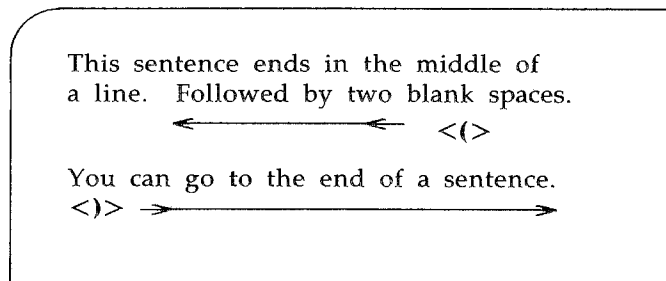 This sentence ends in the middle of
a line.  Followed by two blank spaces.
<(>
You can go to the end of a sentence.
<)>